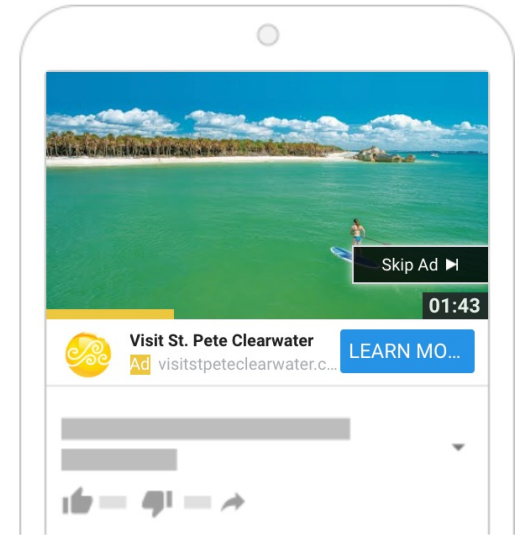 Skip Ad
01:43
Visit St. Pete Clearwater
LEARN MO...
Ad visitstpeteclearwater.c...